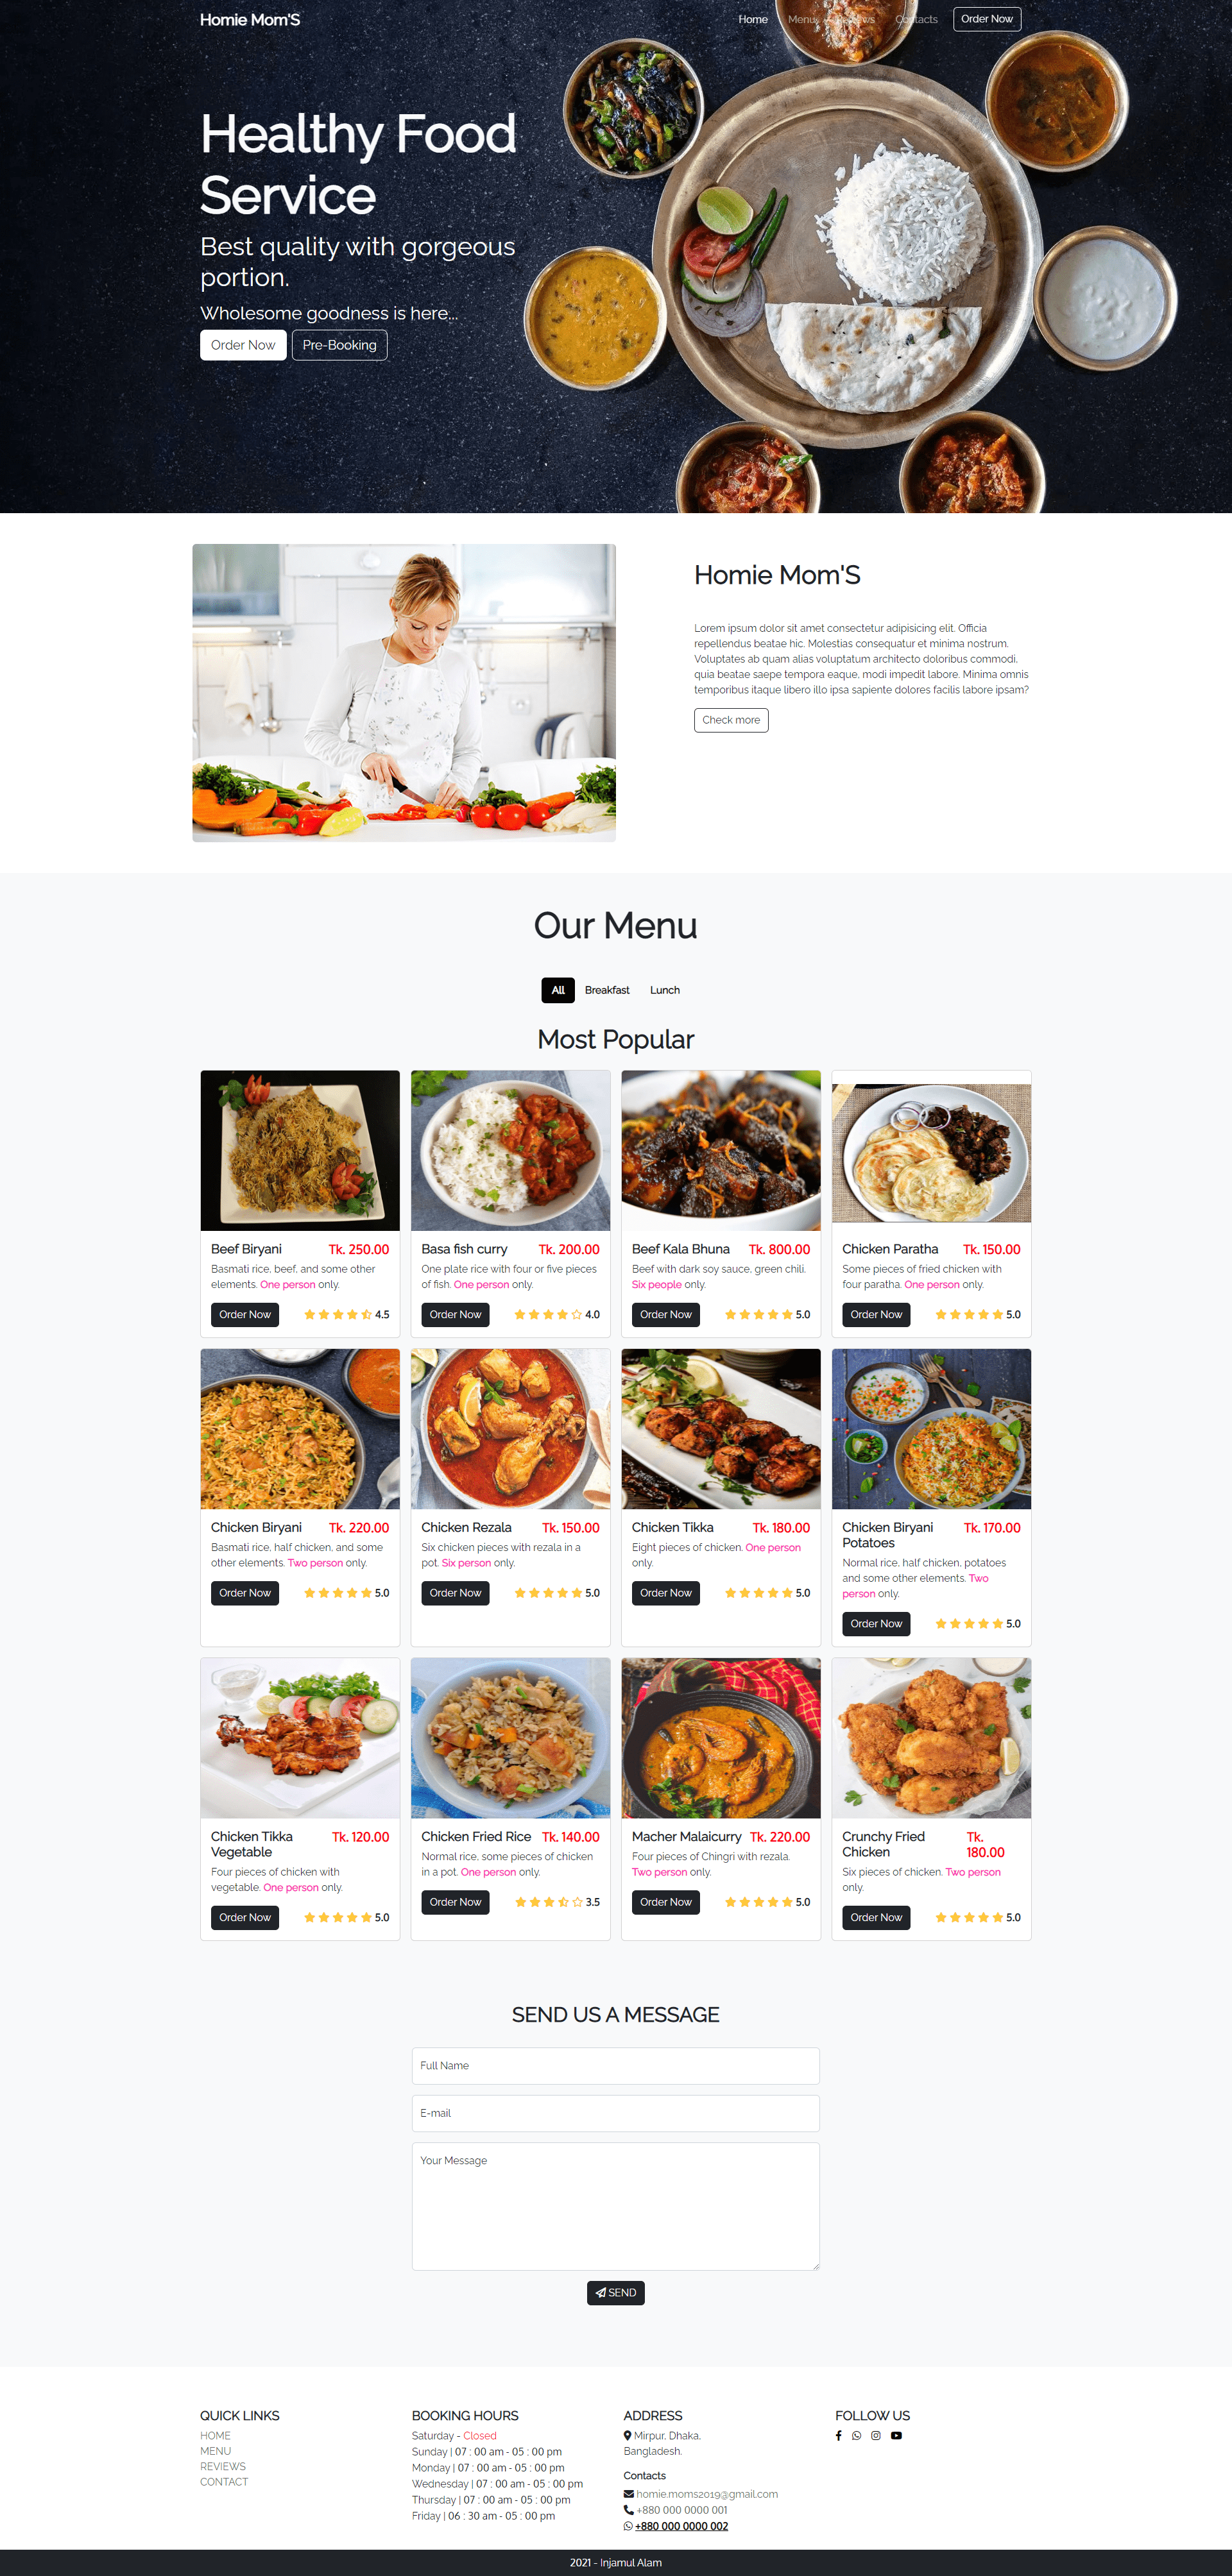 Homie Mom'S
Home Menu Reviews Contacts Order Now
Healthy Food
Service
Best quality with gorgeous
portion.
Wholesome goodness is here...
Order Now Pre-Booking
Homie Mom'S
Lorem ipsum dolor sit amet consectetur adipisicing elit. Officia
repellendus beatae hic. Molestias consequatur et minima nostrum.
Voluptates ab quam alias voluptatum architecto doloribus commodi,
quia beatae saepe tempora eaque, modi impedit labore. Minima omnis
temporibus itaque libero illo ipsa sapiente dolores facilis labore ipsam?
Check more
Our Menu
All Breakfast Lunch
Most Popular
Beef Biryani Tk. 250.00
Basmati rice, beef, and some other
elements. One person only.
Order Now 4.5
Basa fish curry Tk. 200.00
One plate rice with four or five pieces
of fish. One person only.
Order Now 4.0
Beef Kala Bhuna Tk. 800.00
Beef with dark soy sauce, green chili.
Six people only.
Order Now 5.0
Chicken Paratha Tk. 150.00
Some pieces of fried chicken with
four paratha. One person only.
Order Now 5.0
Chicken Biryani Tk. 220.00
Basmati rice, half chicken, and some
other elements. Two person only.
Order Now 5.0
Chicken Rezala Tk. 150.00
Six chicken pieces with rezala in a
pot. Six person only.
Order Now 5.0
Chicken Tikka Tk. 180.00
Eight pieces of chicken. One person
only.
Order Now 5.0
Chicken Biryani Tk. 170.00
Potatoes
Normal rice, half chicken, potatoes
and some other elements. Two
person only.
Order Now 5.0
Chicken Tikka Tk. 120.00
Vegetable
Four pieces of chicken with
vegetable. One person only.
Order Now 5.0
Chicken Fried Rice Tk. 140.00
Normal rice, some pieces of chicken
in a pot. One person only.
Order Now 3.5
Macher Malaicurry Tk. 220.00
Four pieces of Chingri with rezala.
Two person only.
Order Now 5.0
Crunchy Fried Tk.
Chicken 180.00
Six pieces of chicken. Two person
only.
Order Now 5.0
SEND US A MESSAGE
Full Name
E-mail
Your Message
SEND
QUICK LINKS
HOME
MENU
REVIEWS
CONTACT
BOOKING HOURS
Saturday - Closed
Sunday | 07 : 00 am - 05 : 00 pm
Monday | 07 : 00 am - 05 : 00 pm
Wednesday | 07 : 00 am - 05 : 00 pm
Thursday | 07 : 00 am - 05 : 00 pm
Friday | 06 : 30 am - 05 : 00 pm
ADDRESS
Mirpur, Dhaka,
Bangladesh.
Contacts
homie.moms2019@gmail.com
+880 000 0000 001
+880 000 0000 002
FOLLOW US
2021 - Injamul Alam